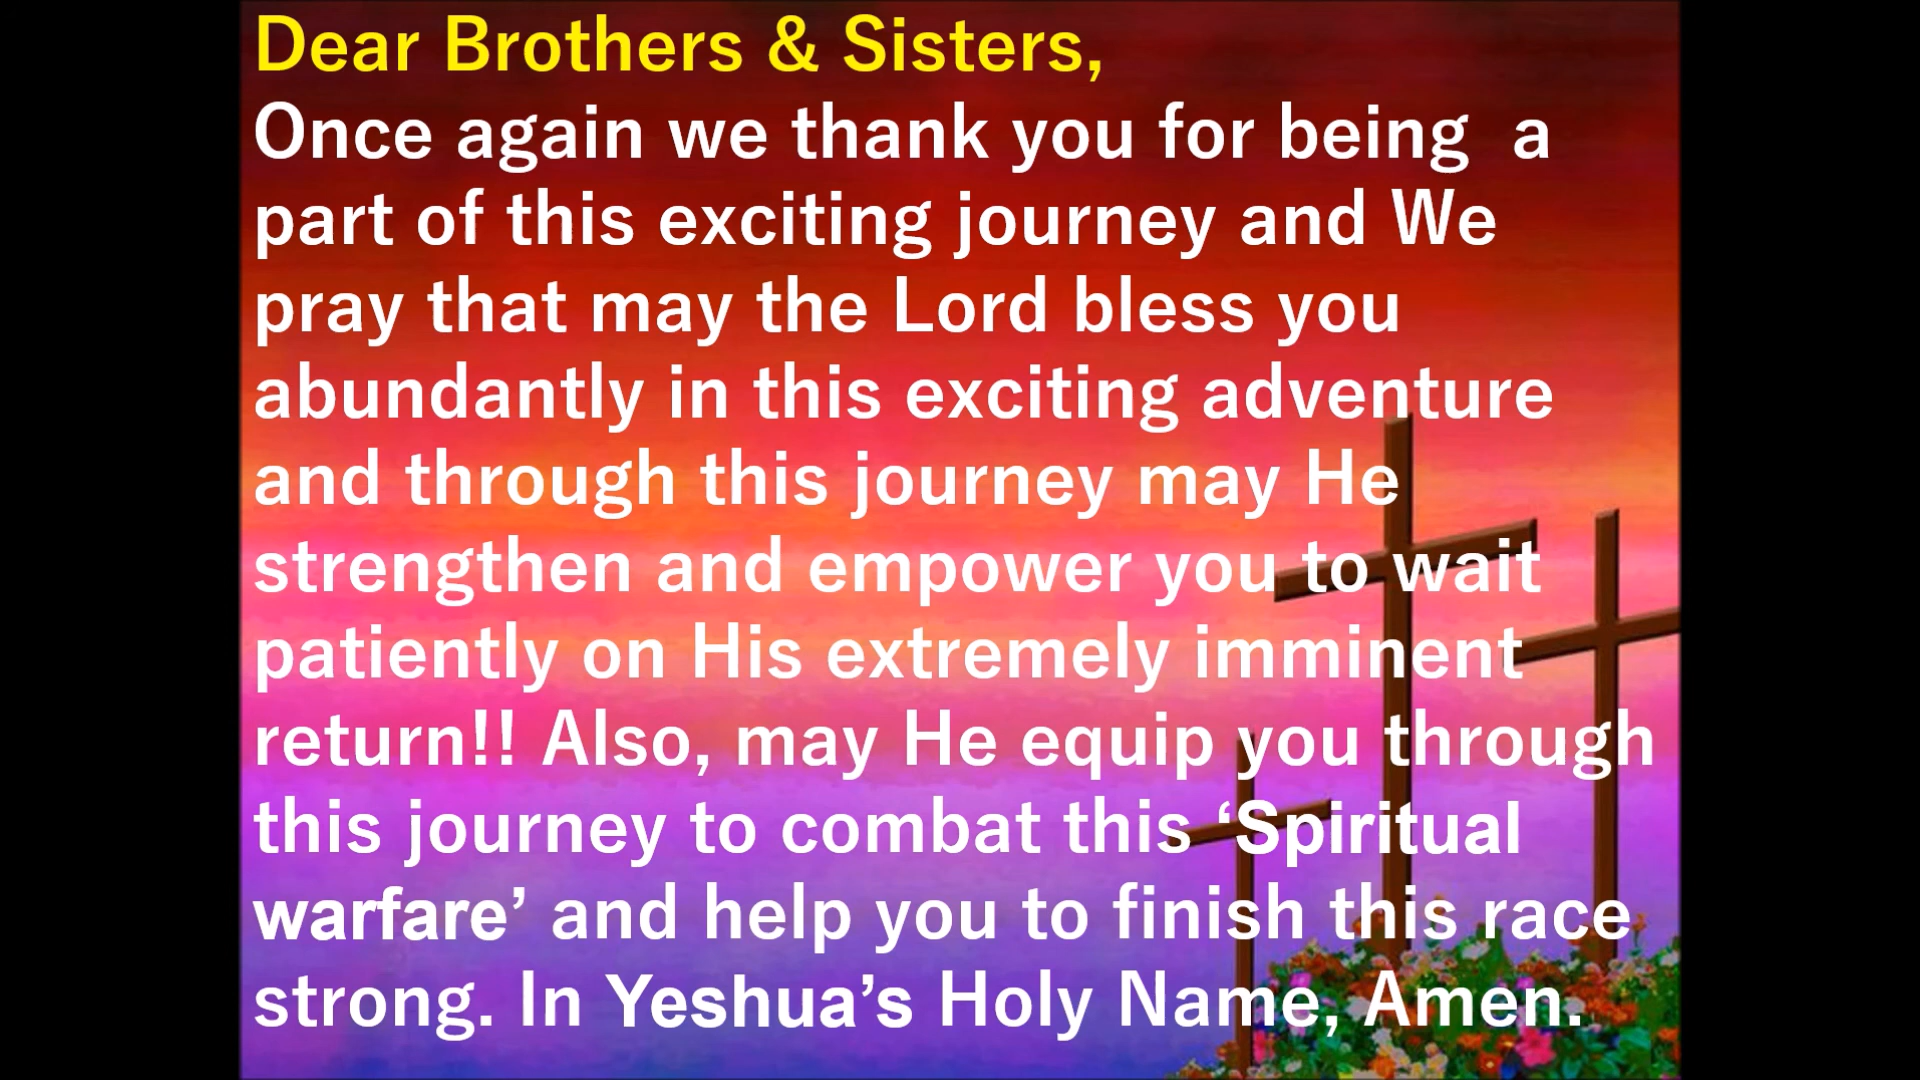 Dear Brothers & Sisters,
Once again we thank you for being  a
part of this exciting journey and We
pray that may the Lord bless you
abundantly in this exciting adventure
and through this journey may He
strengthen and empower you to wait
patiently on His extremely imminent
return!! Also, may He equip you through
this journey to combat this ‘Spiritual
warfare’ and help you to finish this race
strong. In Yeshua’s Holy Name, Amen.